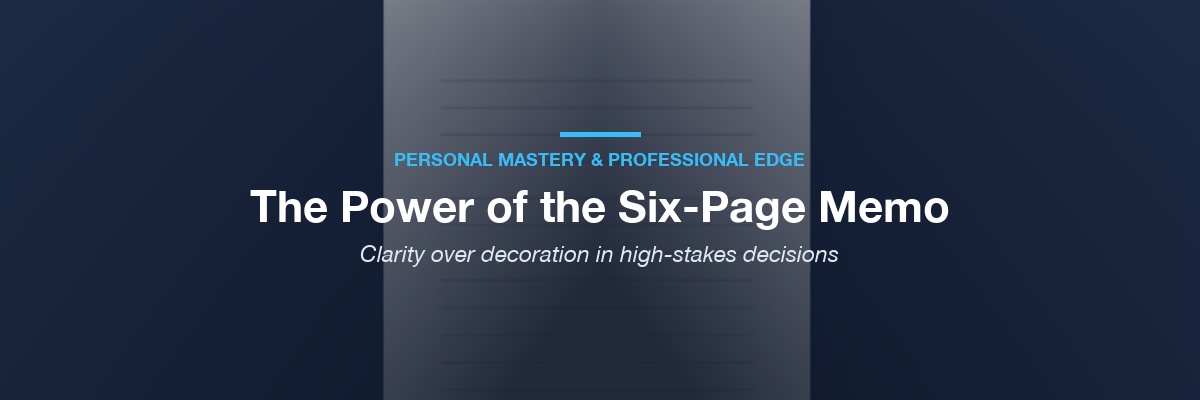 PERSONAL MASTERY & PROFESSIONAL EDGE
The Power of the Six-Page Memo
Clarity over decoration in high-stakes decisions